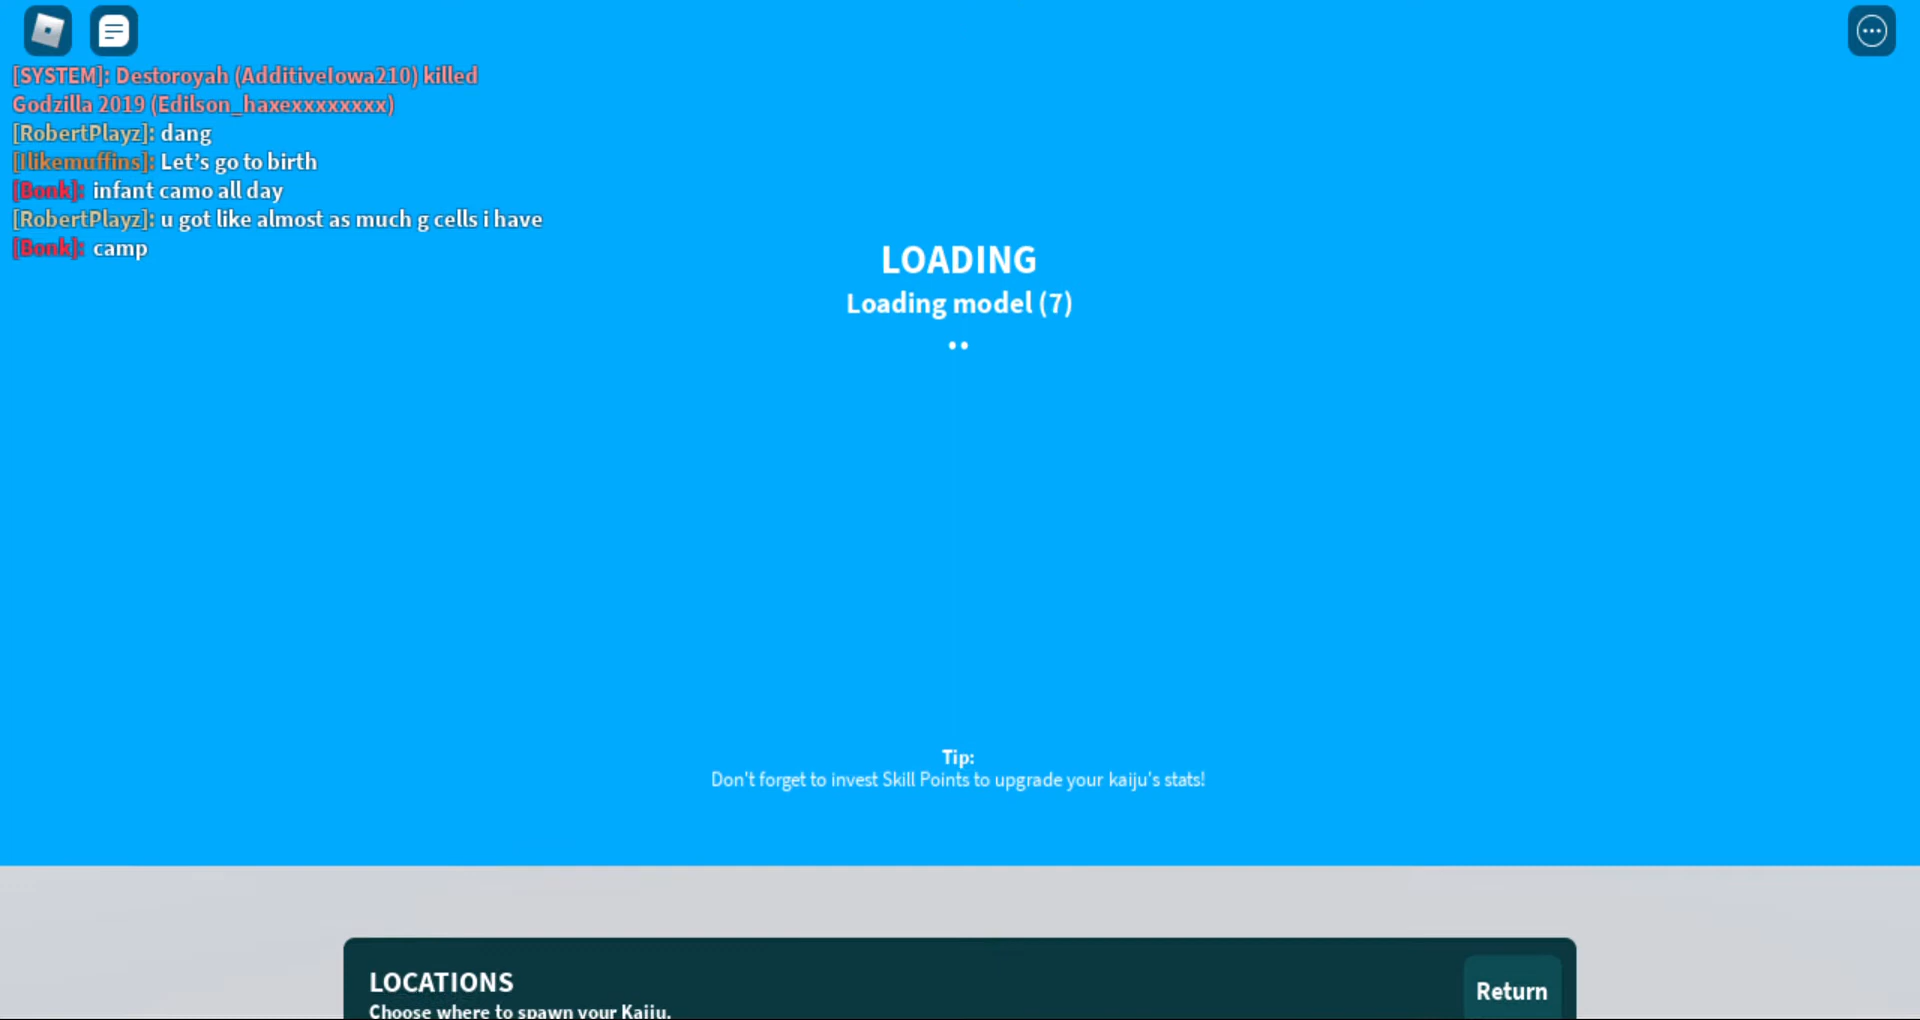 [SYSTEM]: Destoroyah (AdditiveIowa210) killed
Godzilla 2019 (Edilson_haxexxxxxxxx)
[RobertPlayz]: dang
[Ilikemuffins]: Let's go to birth
[Bonk]: infant camo all day
[RobertPlayz]: u got like almost as much g cells i have
[Bonk]: camp
LOADING
Loading model (7)
Tip:
Don't forget to invest Skill Points to upgrade your kaiju's stats!
LOCATIONS
Return
Choose where to spawn your Kaiju.